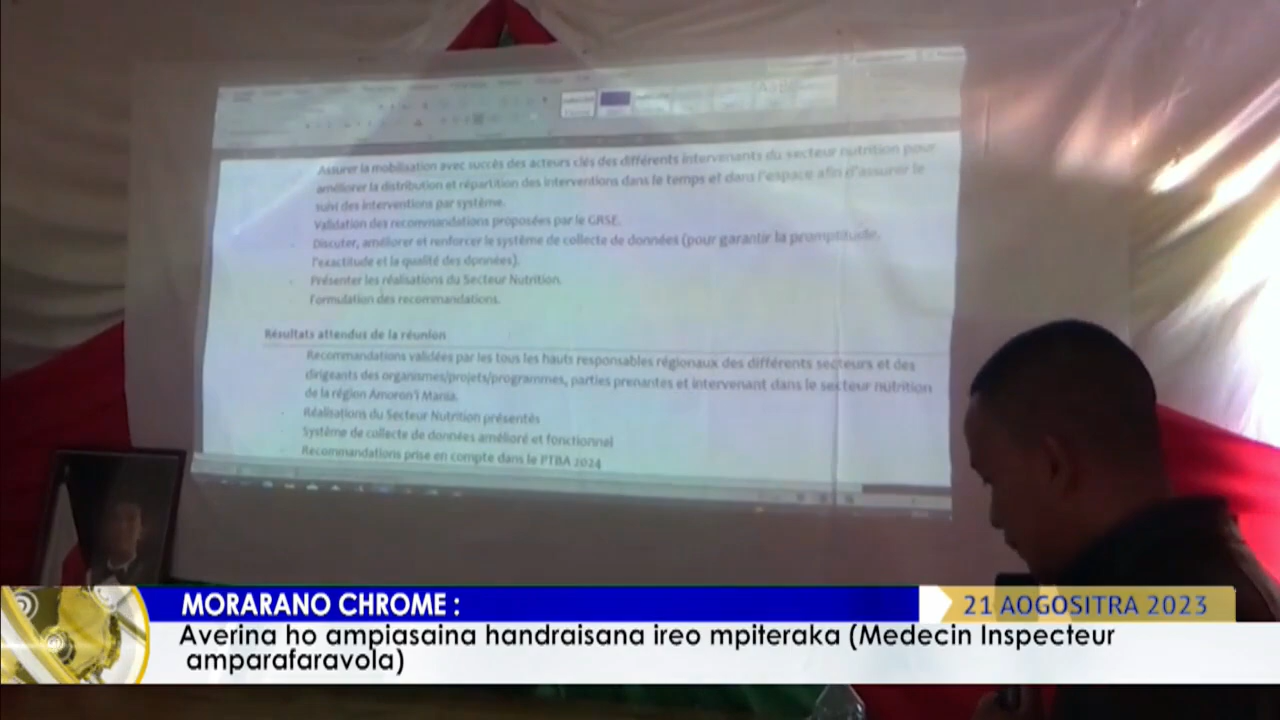 Assurer la mobilisation avec succès des acteurs clés des différents intervenants du secteur nutrition pour
améliorer la distribution et répartition des interventions dans le temps et dans l'espace afin d'assurer le
suivi des interventions par système.
Validation des recommandations proposées par le GRSE.
Discuter, améliorer et renforcer le système de collecte de données (pour garantir la promptitude,
l'exactitude et la qualité des données).
Présenter les réalisations du Secteur Nutrition.
Formulation des recommandations.
Résultats attendus de la réunion
Recommandations validées par les tous les hauts responsables régionaux des différents secteurs et des
dirigeants des organismes/projets/programmes, parties prenantes et intervenant dans le secteur nutrition
de la région Amoron'i Mania.
Réalisations du Secteur Nutrition présentés
Système de collecte de données amélioré et fonctionnel
Recommandations prise en compte dans le PTBA 2024
MORARANO CHROME :
21 AOGOSITRA 2023
Averina ho ampiasaina handraisana ireo mpiteraka (Medecin Inspecteur
amparafaravola)